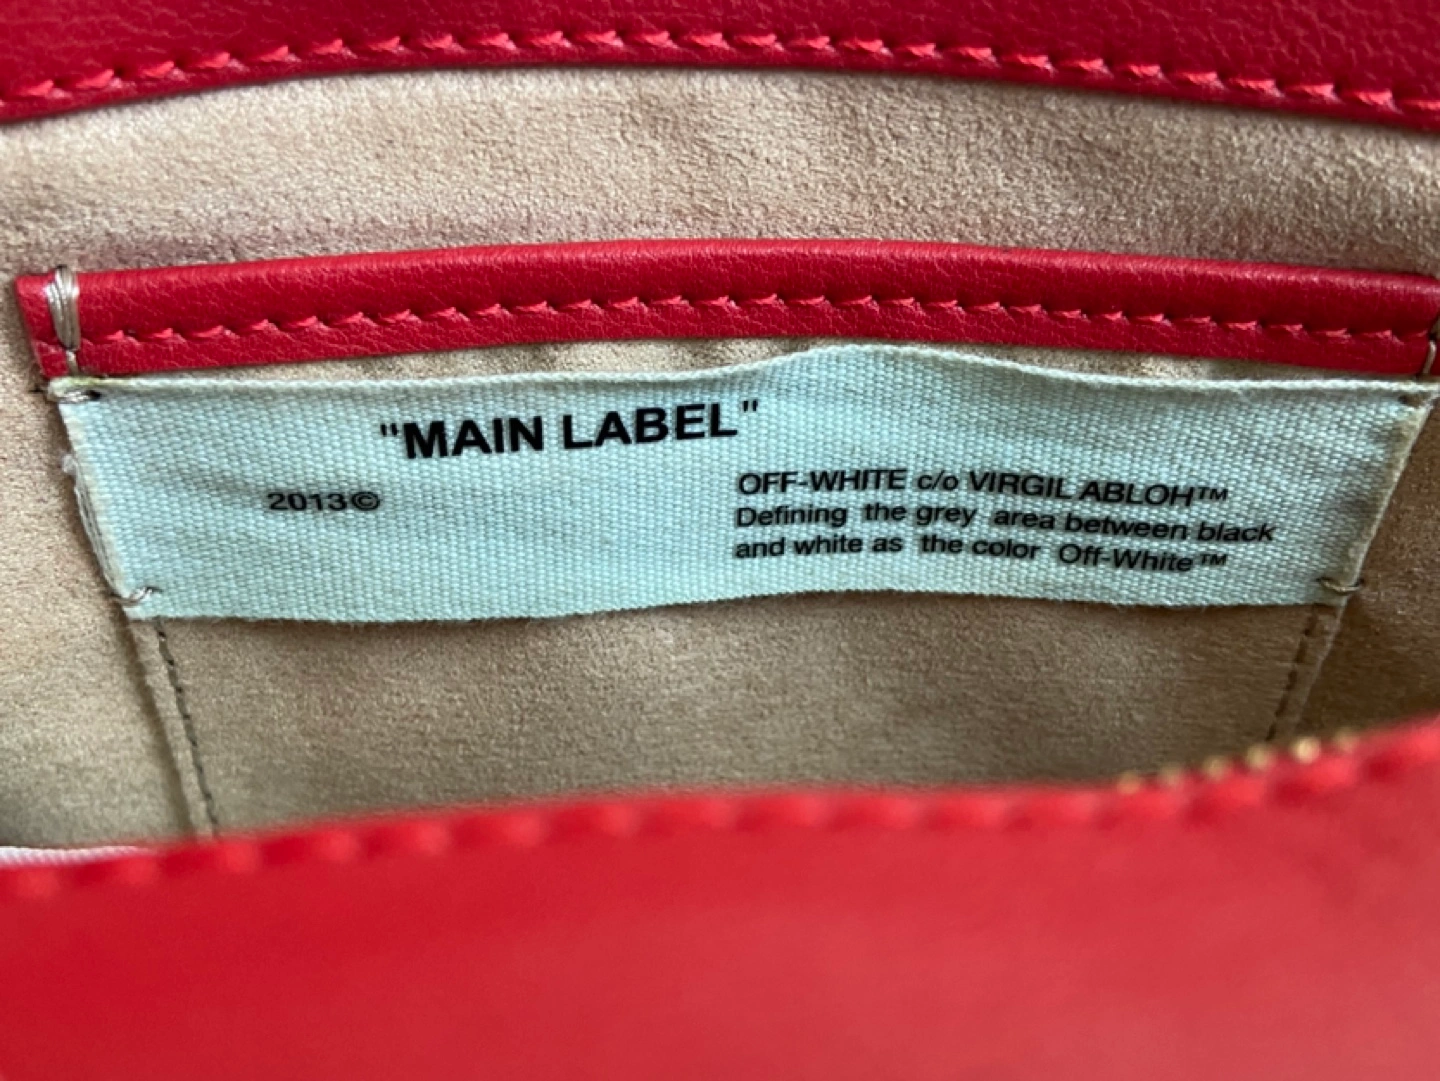 "MAIN LABEL"
2013©
OFF-WHITE c/o VIRGIL ABLOH™
Defining the grey area between black
and white as the color Off-White™